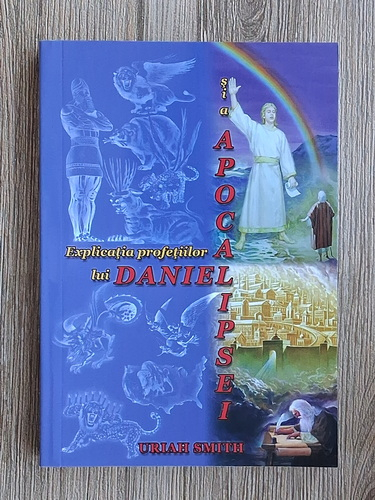 Explicația profețiilor
lui DANIEL
și a
APOCALIPSEI
URIAH SMITH